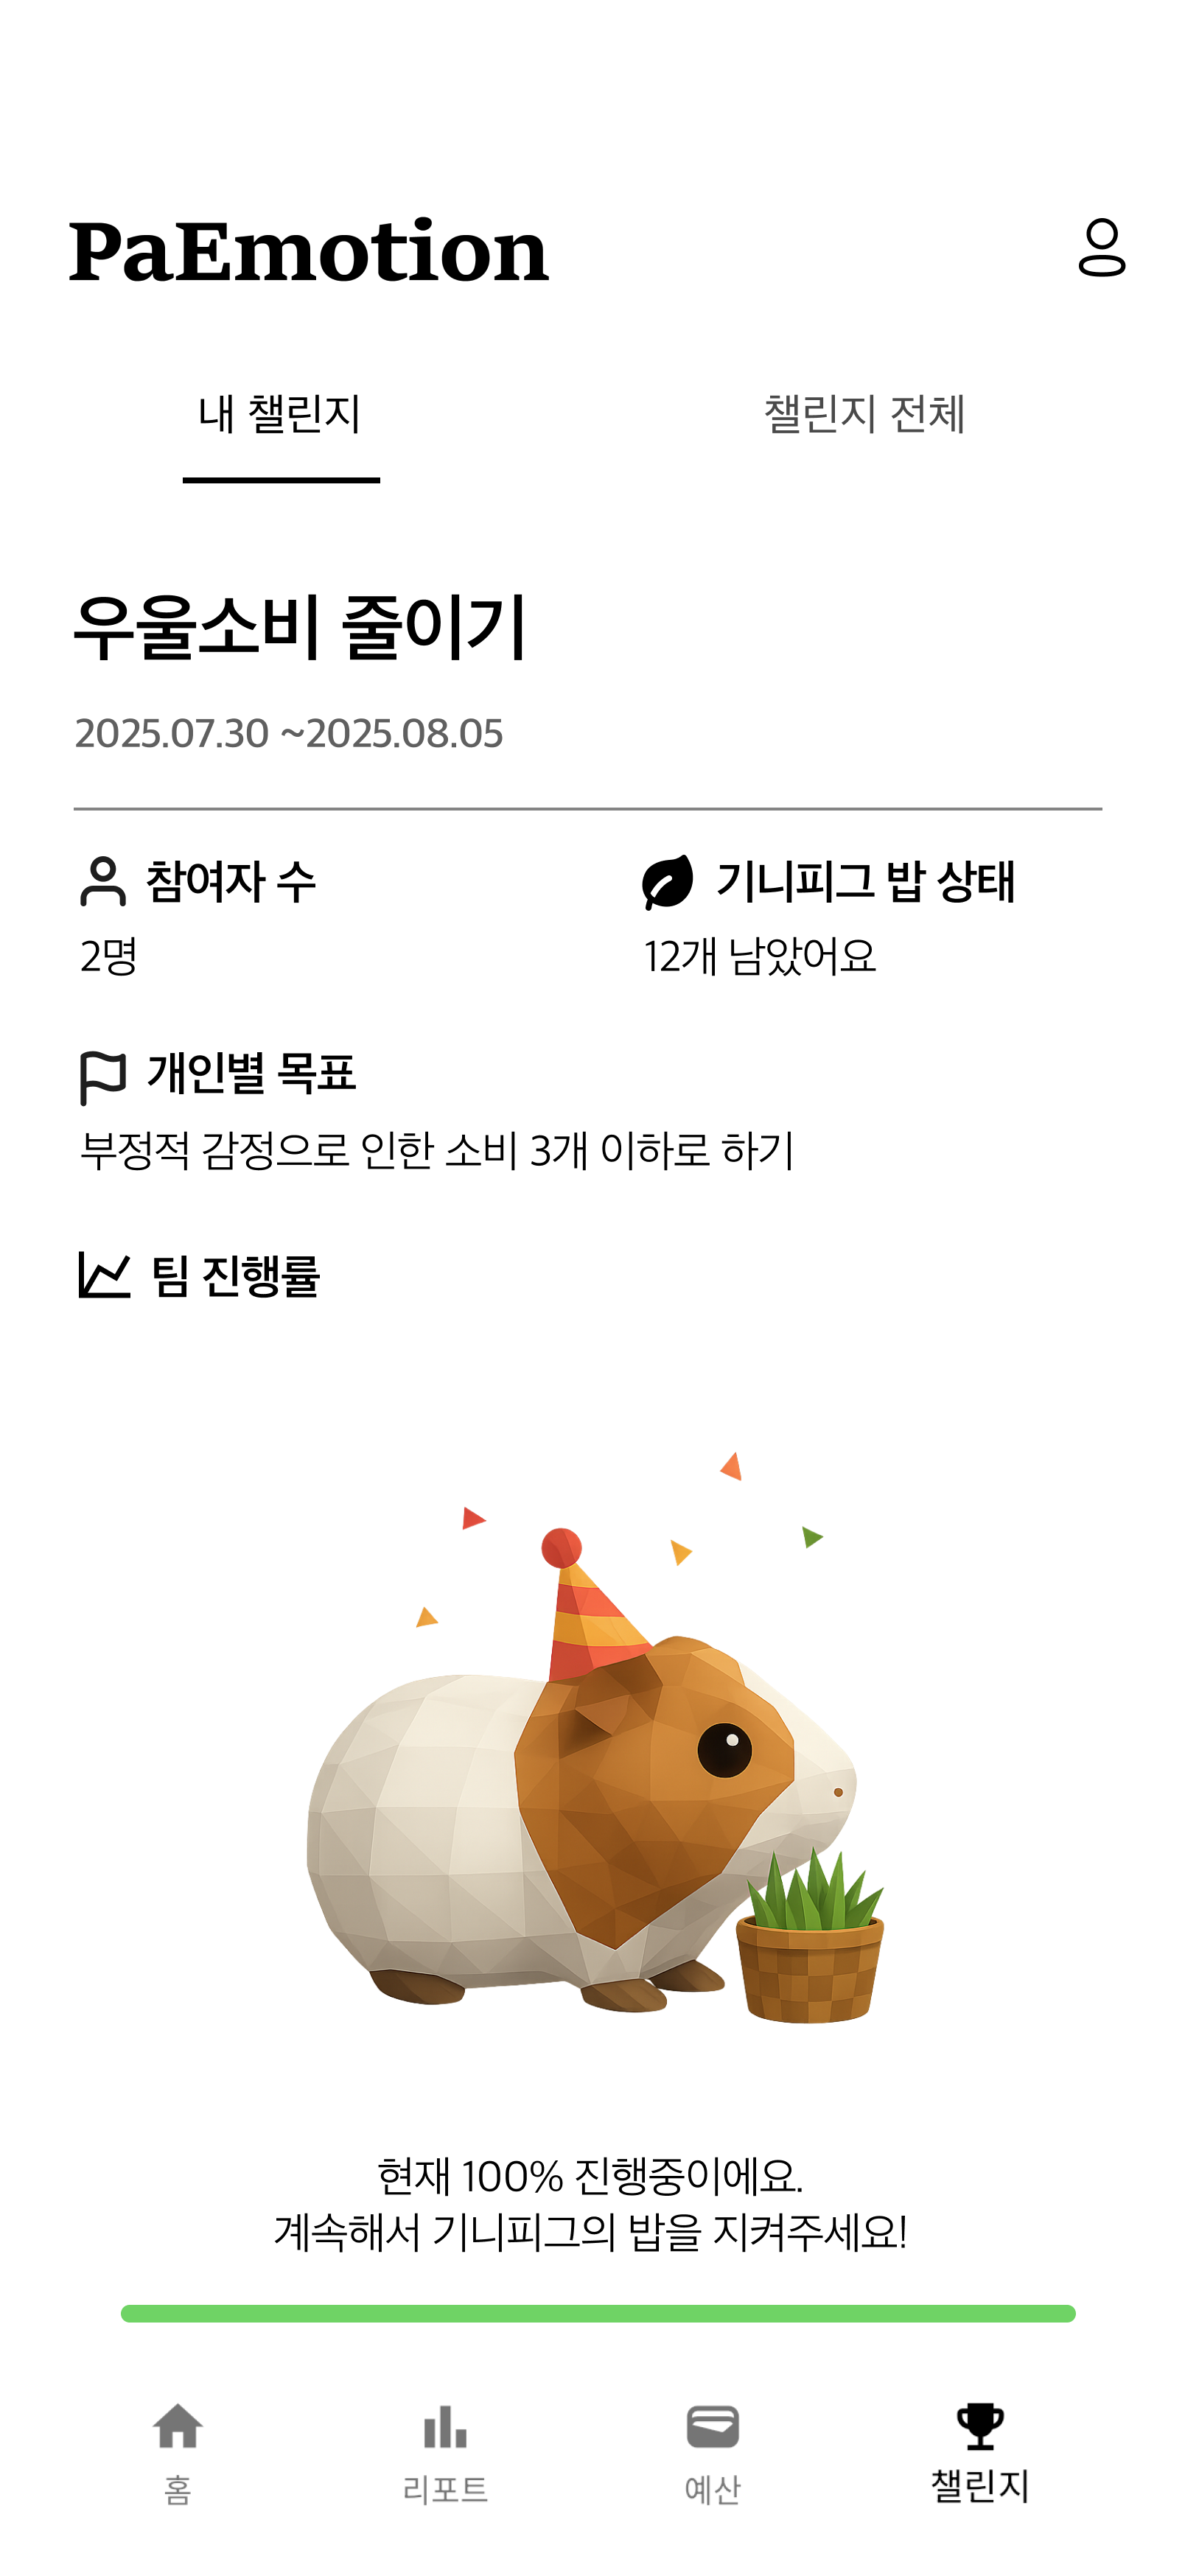 PaEmotion
내 챌린지
챌린지 전체
우울소비 줄이기
2025.07.30 ~2025.08.05
참여자 수
기니피그 밥 상태
2명
12개 남았어요
개인별 목표
부정적 감정으로 인한 소비 3개 이하로 하기
팀 진행률
현재 100% 진행중이에요.
계속해서 기니피그의 밥을 지켜주세요!
홈
리포트
예산
챌린지